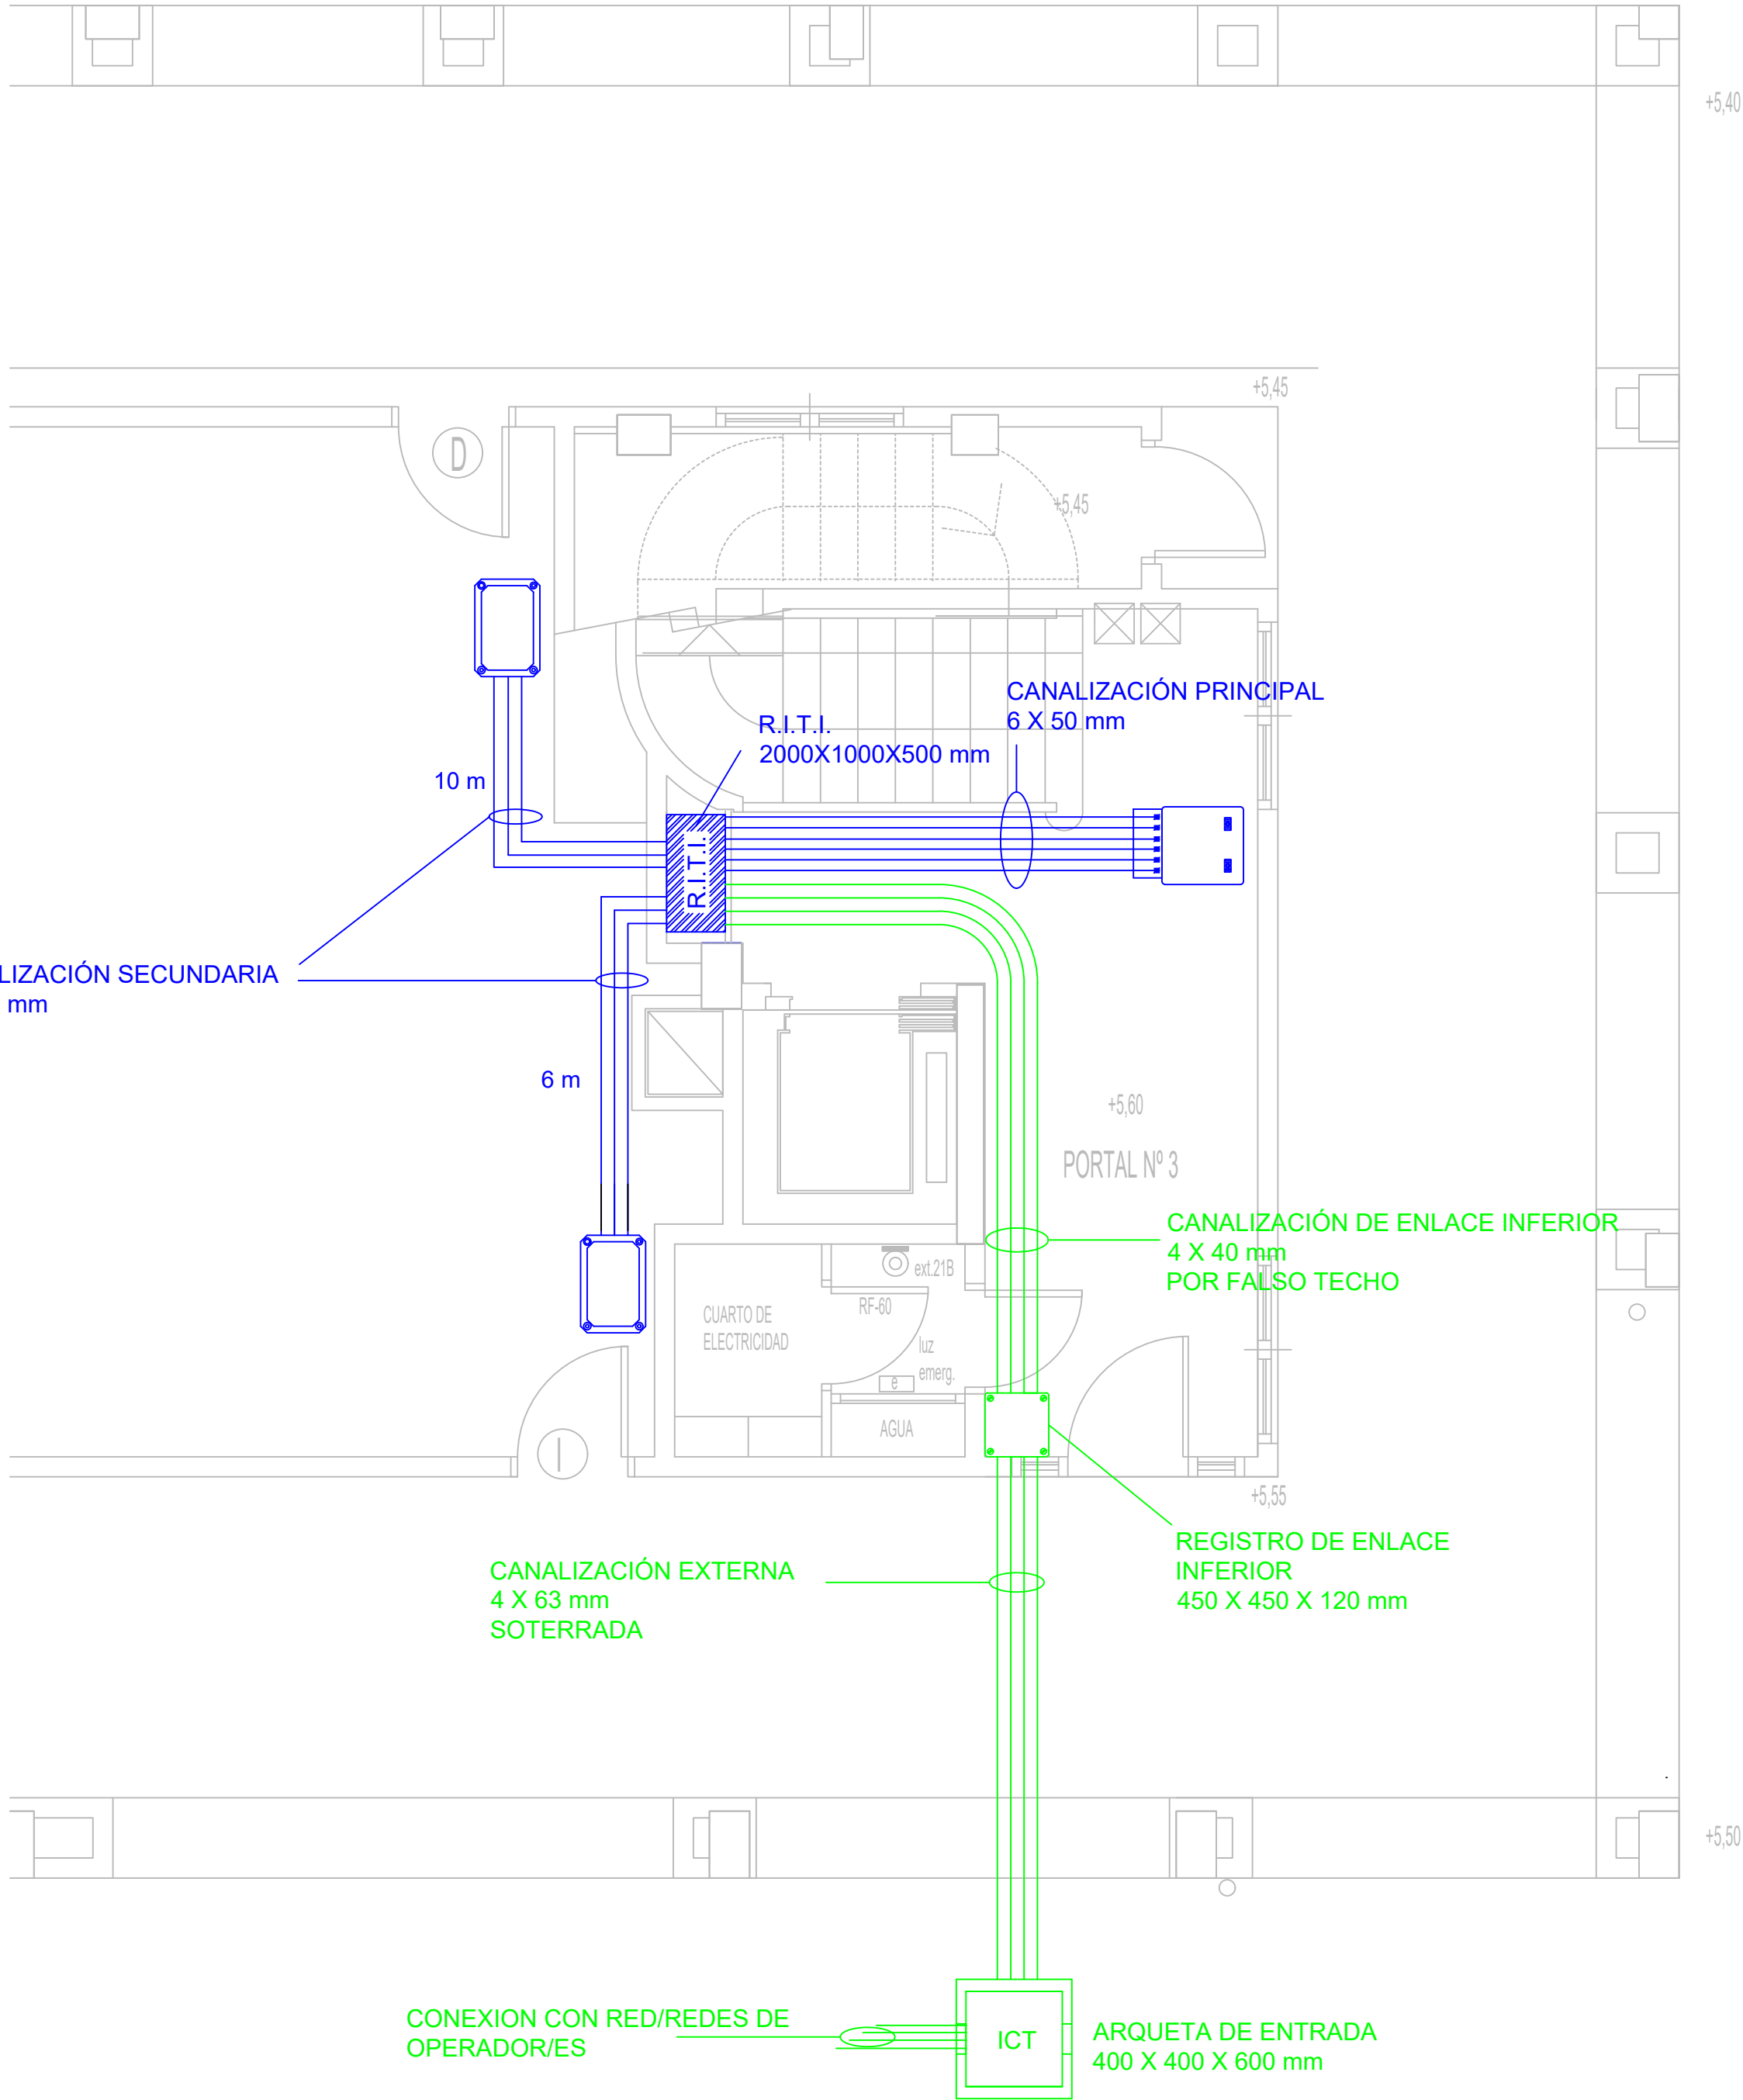 +5,40
+5,45
D
+5,45
CANALIZACIÓN PRINCIPAL
6 X 50 mm
R.I.T.I.
2000X1000X500 mm
10 m
R.I.T.I.
LIZACIÓN SECUNDARIA
mm
6 m
+5,60
PORTAL Nº 3
CANALIZACIÓN DE ENLACE INFERIOR
4 X 40 mm
POR FALSO TECHO
ext.21B
RF-60
CUARTO DE
ELECTRICIDAD
luz
emerg.
e
AGUA
I
+5,55
REGISTRO DE ENLACE
INFERIOR
450 X 450 X 120 mm
CANALIZACIÓN EXTERNA
4 X 63 mm
SOTERRADA
+5,50
CONEXION CON RED/REDES DE
OPERADOR/ES
ICT
ARQUETA DE ENTRADA
400 X 400 X 600 mm